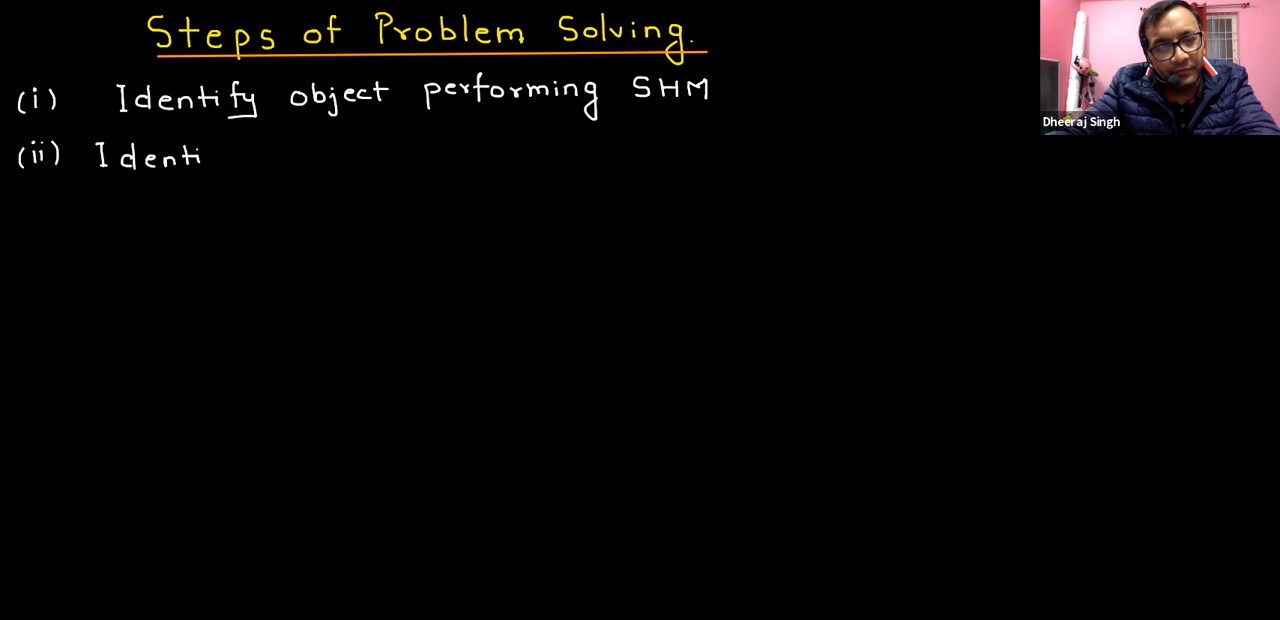 Steps of Problem Solving.
(i) Identify object performing SHM
(ii) Identi
Dheeraj Singh